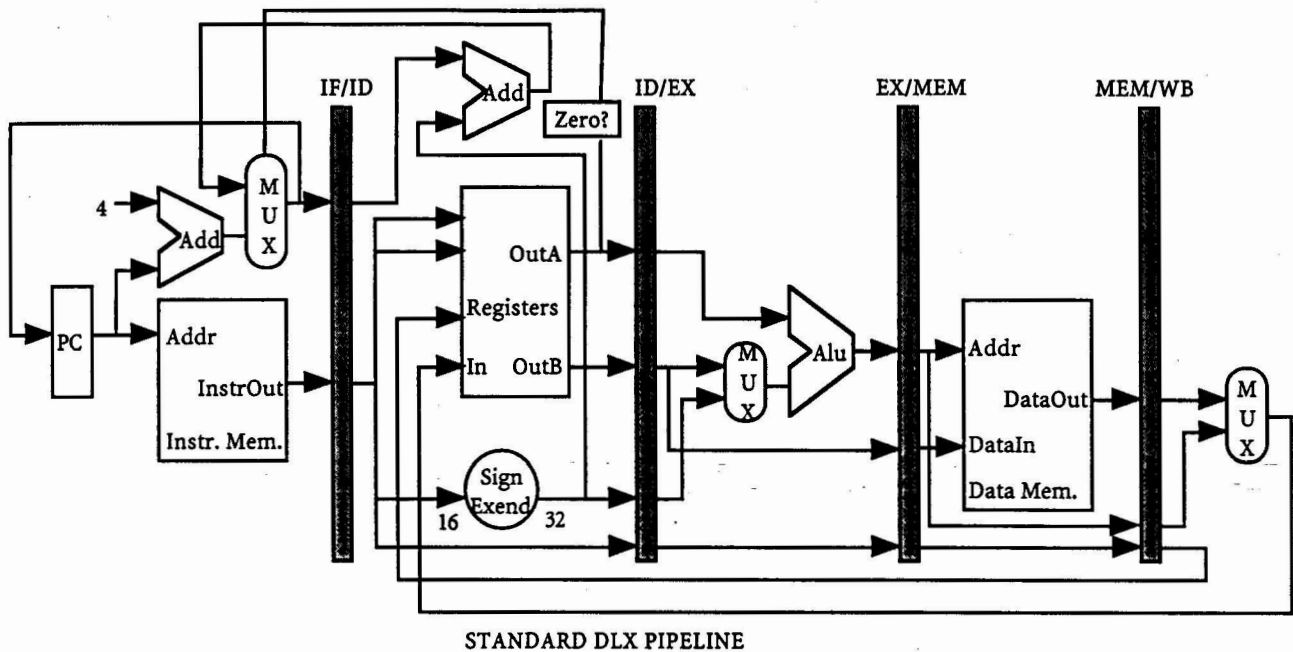 IF/ID
ID/EX
EX/MEM
MEM/WB
Add
Zero?
4
Add
M
U
X
PC
Addr
InstrOut
Instr. Mem.
OutA
Registers
In
OutB
Sign
Exend
16
32
M
U
X
Alu
Addr
DataOut
DataIn
Data Mem.
M
U
X
STANDARD DLX PIPELINE